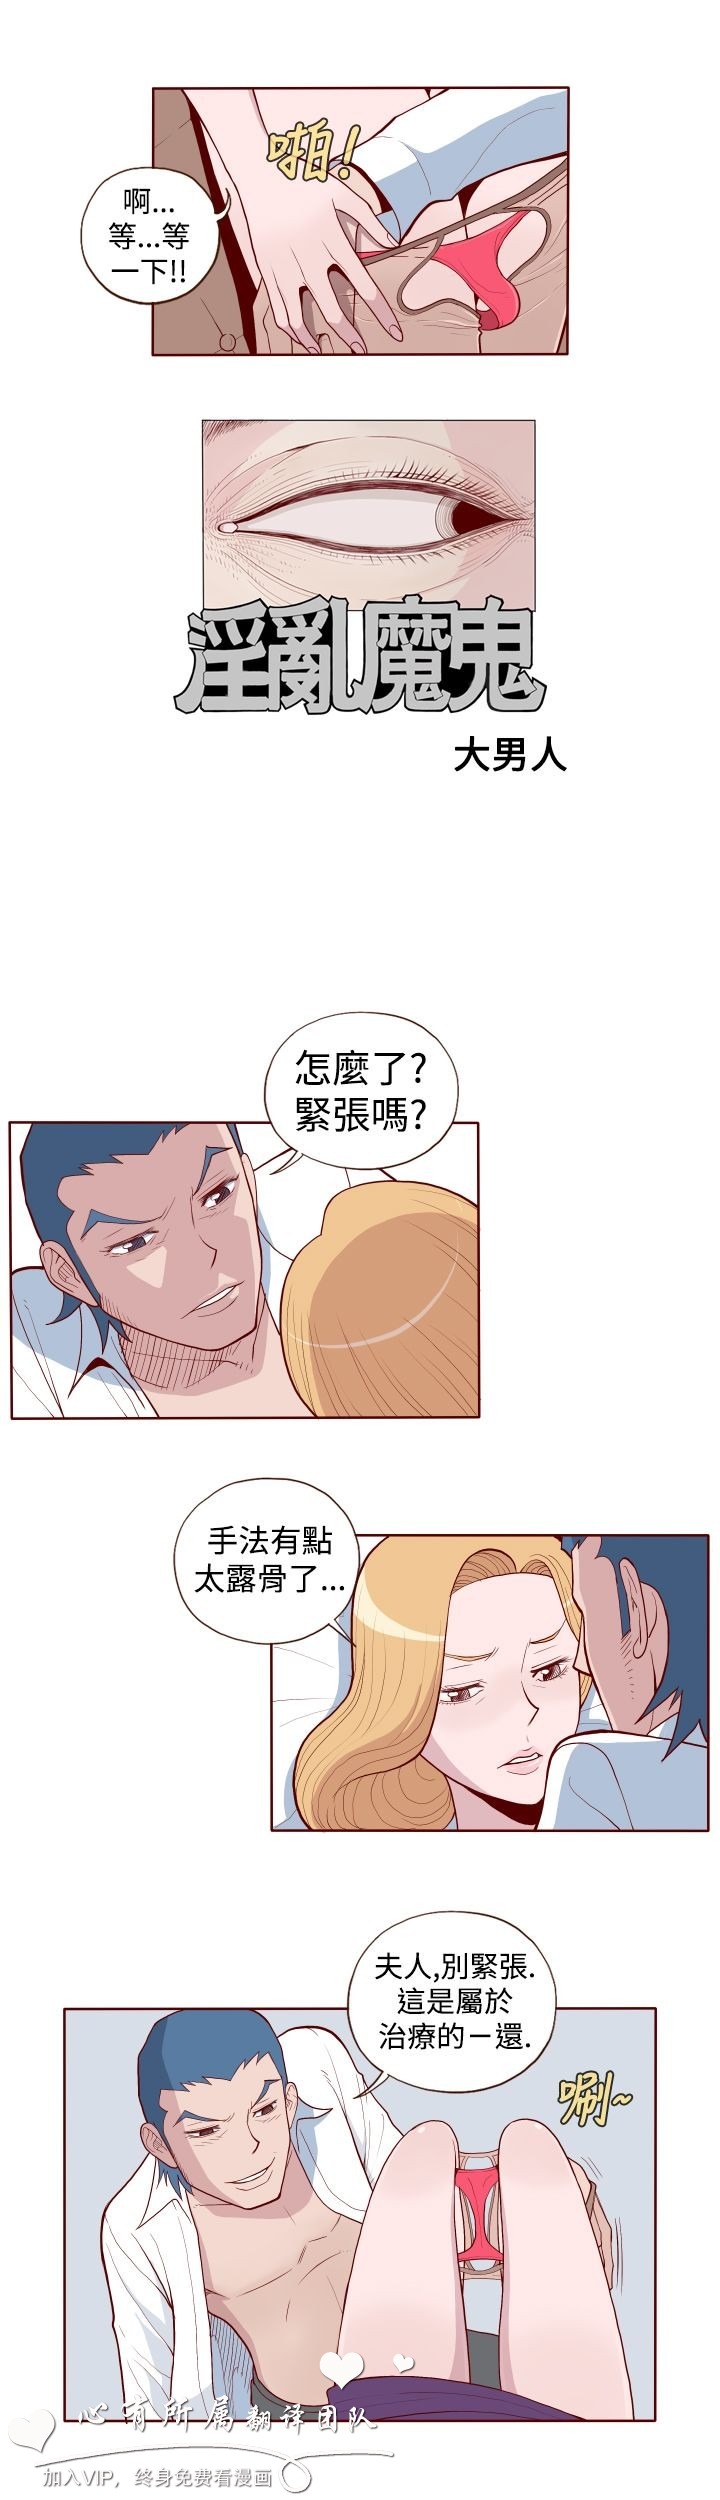 啪!
啊...
等...等
一下!!
淫亂魔鬼
大男人
怎麼了?
緊張嗎?
手法有點
太露骨了...
夫人,別緊張.
這是屬於
治療的一還.
唰~
心有所属翻译团队
加入VIP，终身免费看漫画